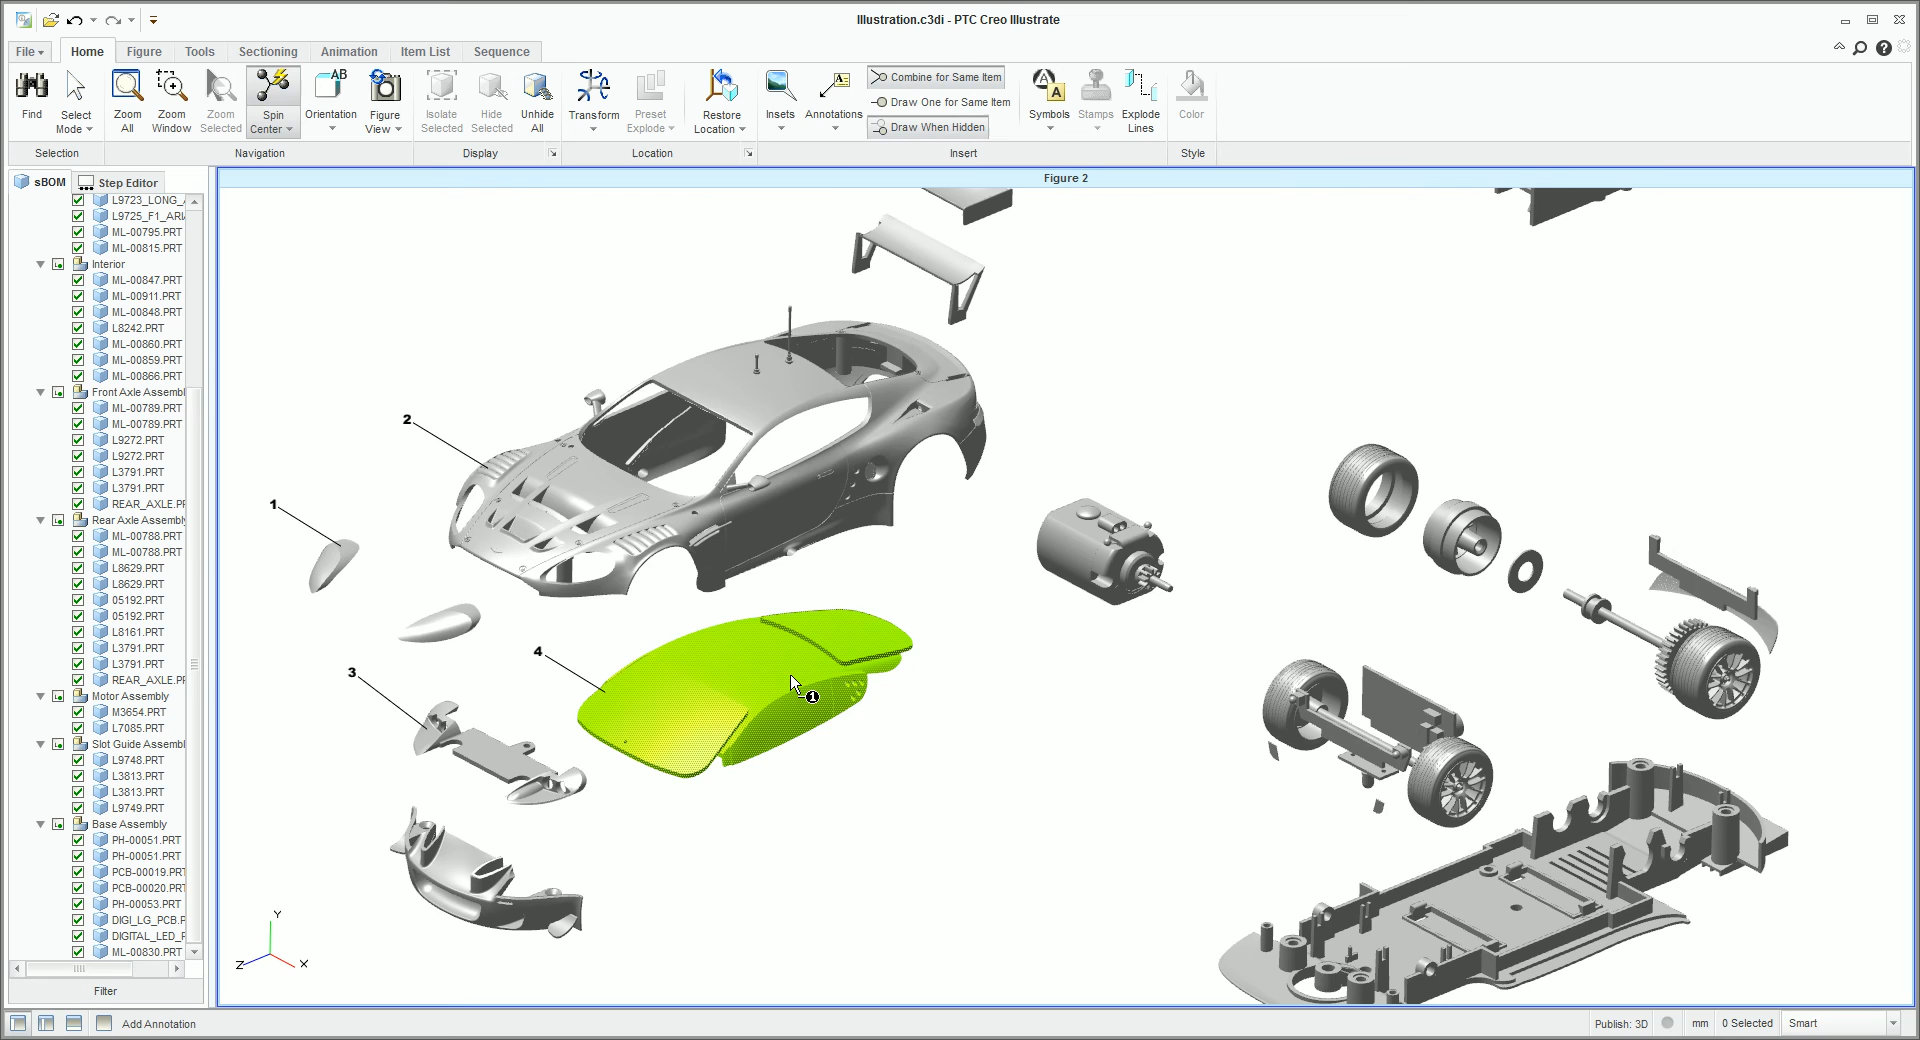 Illustration.c3di - PTC Creo Illustrate
File Home Figure Tools Sectioning Animation Item List Sequence
Find
Select Mode
Zoom All
Zoom Window
Zoom Selected
Spin Center
Orientation
Figure View
Isolate Selected
Hide Selected
Unhide All
Transform
Preset Explode
Restore Location
Insets
Annotations
Combine for Same Item
Draw One for Same Item
Draw When Hidden
Symbols
Stamps
Explode Lines
Color
Selection Navigation Display Location Insert Style
sBOM Step Editor
Figure 2
L9723_LONG_
L9725_F1_ARI
ML-00795.PRT
ML-00815.PRT
Interior
ML-00847.PRT
ML-00911.PRT
ML-00848.PRT
L8242.PRT
ML-00860.PRT
ML-00859.PRT
ML-00866.PRT
Front Axle Assembl
ML-00789.PRT
ML-00789.PRT
L9272.PRT
L9272.PRT
L3791.PRT
L3791.PRT
REAR_AXLE.P
Rear Axle Assembly
ML-00788.PRT
ML-00788.PRT
L8629.PRT
L8629.PRT
05192.PRT
05192.PRT
L8161.PRT
L3791.PRT
L3791.PRT
REAR_AXLE.P
Motor Assembly
M3654.PRT
L7085.PRT
Slot Guide Assembl
L9748.PRT
L3813.PRT
L3813.PRT
L9749.PRT
Base Assembly
PH-00051.PRT
PH-00051.PRT
PCB-00019.PRT
PCB-00020.PRT
PH-00053.PRT
DIGI_LG_PCB.P
DIGITAL_LED_F
ML-00830.PRT
Filter
2
1
4
3
1
Y
Z X
Add Annotation
Publish: 3D mm 0 Selected Smart